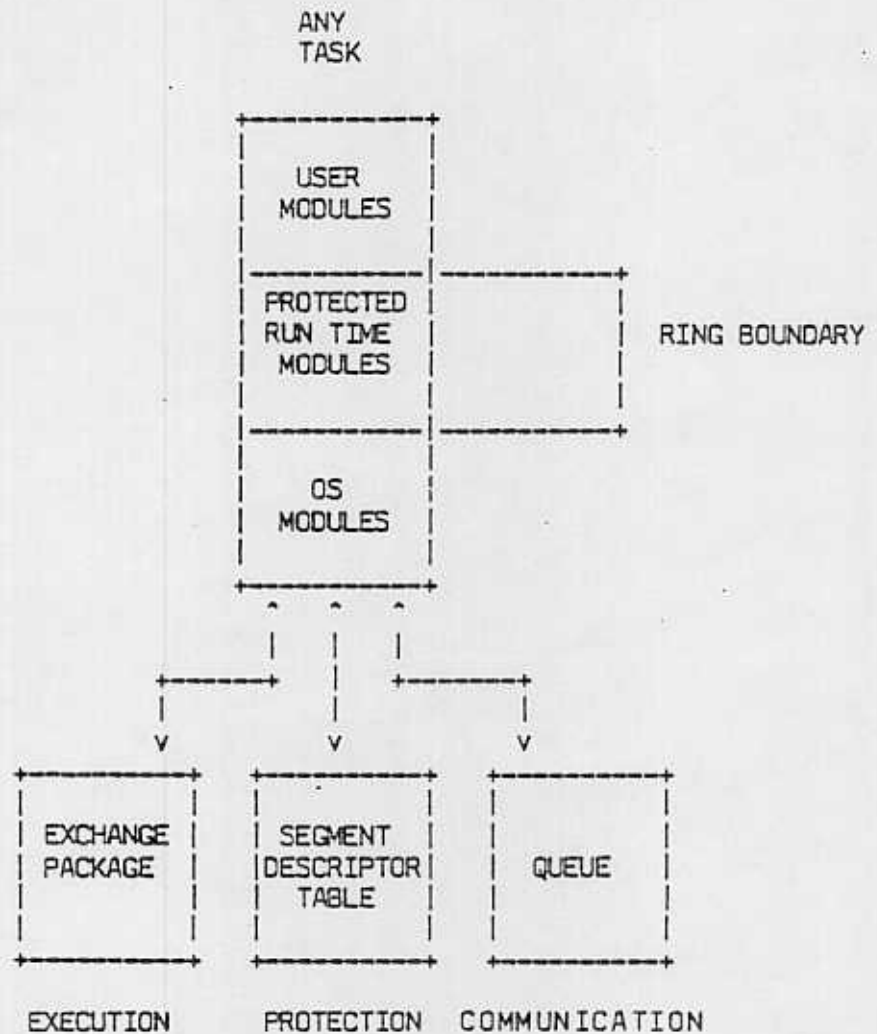 ANY
TASK
USER
MODULES
PROTECTED
RUN TIME
MODULES
RING BOUNDARY
OS
MODULES
EXCHANGE
PACKAGE
SEGMENT
DESCRIPTOR
TABLE
QUEUE
EXECUTION
PROTECTION
COMMUNICATION